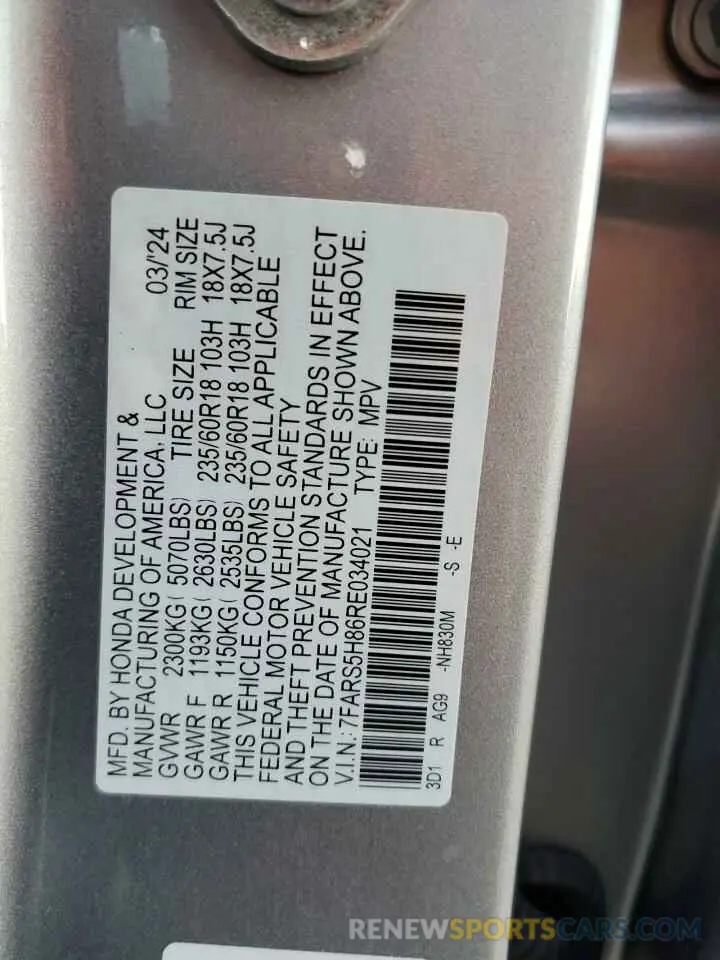 MFD. BY HONDA DEVELOPMENT &
MANUFACTURING OF AMERICA, LLC 03/'24
GVWR 2300KG( 5070LBS) TIRE SIZE RIM SIZE
GAWR F 1193KG( 2630LBS) 235/60R18 103H 18X7.5J
GAWR R 1150KG( 2535LBS) 235/60R18 103H 18X7.5J
THIS VEHICLE CONFORMS TO ALL APPLICABLE
FEDERAL MOTOR VEHICLE SAFETY
AND THEFT PREVENTION STANDARDS IN EFFECT
ON THE DATE OF MANUFACTURE SHOWN ABOVE.
V.I.N.: 7FARS5H86RE034021 TYPE: MPV
3D1 R AG9 -NH830M -S -E
RENEWSPORTSCARS.COM